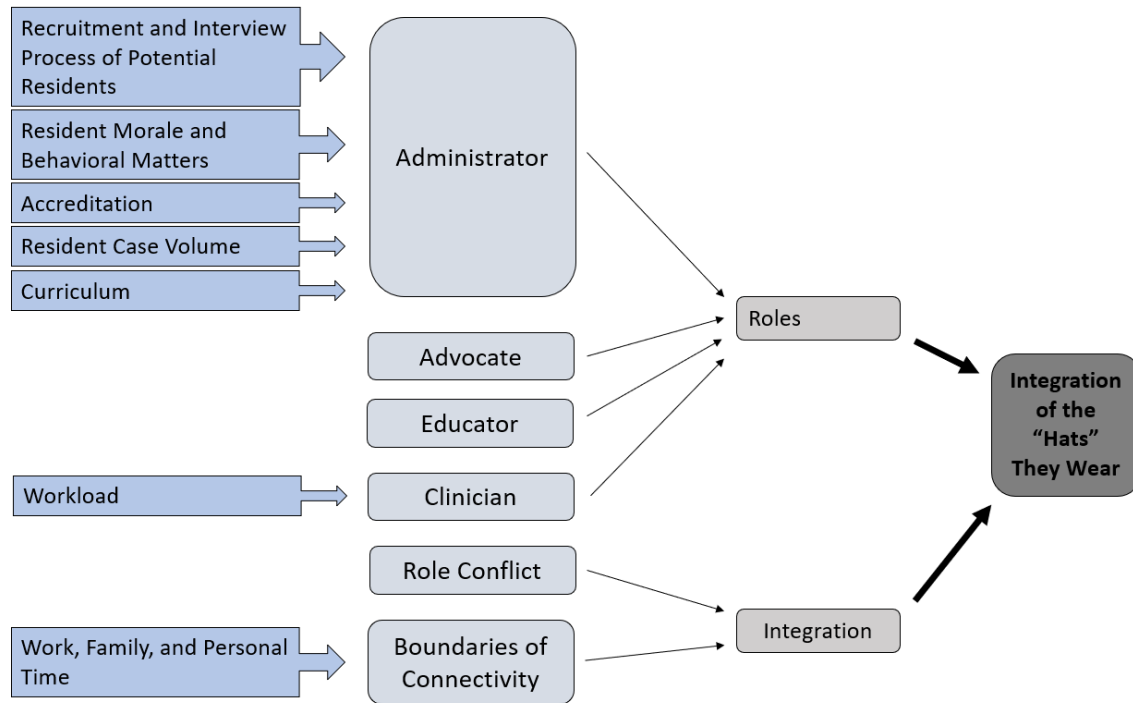 Recruitment and Interview
Process of Potential
Residents
Resident Morale and
Behavioral Matters
Accreditation
Resident Case Volume
Curriculum
Workload
Work, Family, and Personal
Time
Administrator
Advocate
Educator
Clinician
Role Conflict
Boundaries of
Connectivity
Roles
Integration
Integration
of the
“Hats”
They Wear